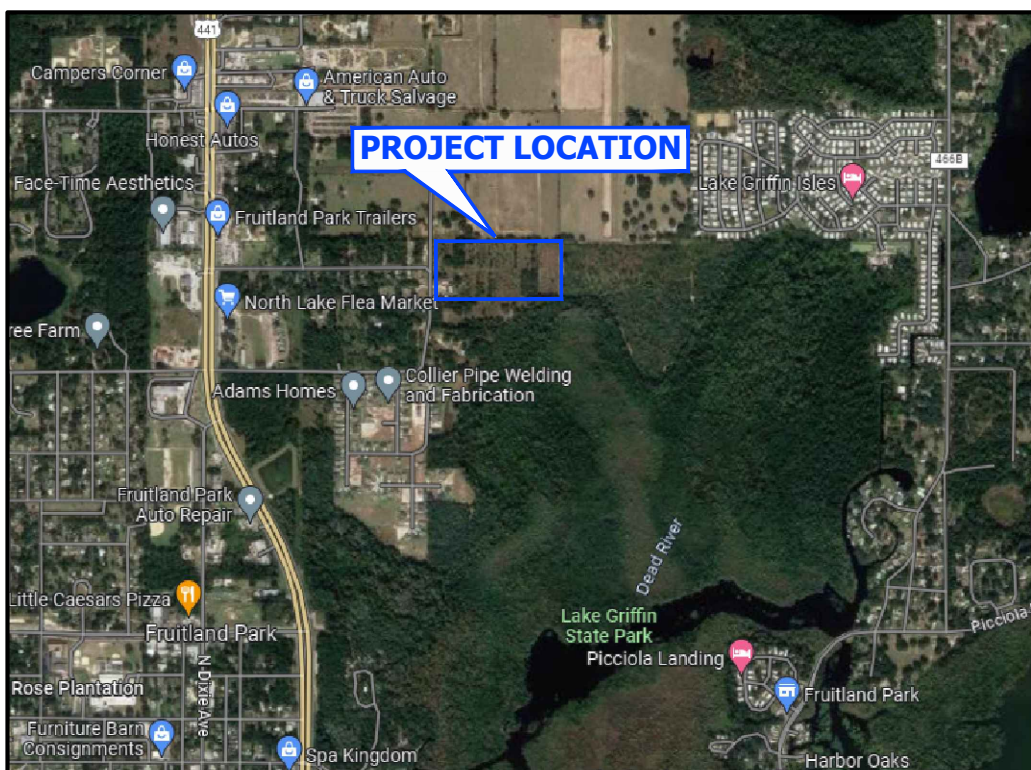 441
Campers Corner
American Auto
& Truck Salvage
Honest Autos
PROJECT LOCATION
466B
Face-Time Aesthetics
Lake Griffin Isles
Fruitland Park Trailers
North Lake Flea Market
ree Farm
Adams Homes
Collier Pipe Welding
and Fabrication
Fruitland Park
Auto Repair
Dead River
Little Caesars Pizza
Lake Griffin
State Park
Fruitland Park
Picciola
Picciola Landing
Rose Plantation
N Dixie Ave
Fruitland Park
Furniture Barn
Consignments
Spa Kingdom
Harbor Oaks